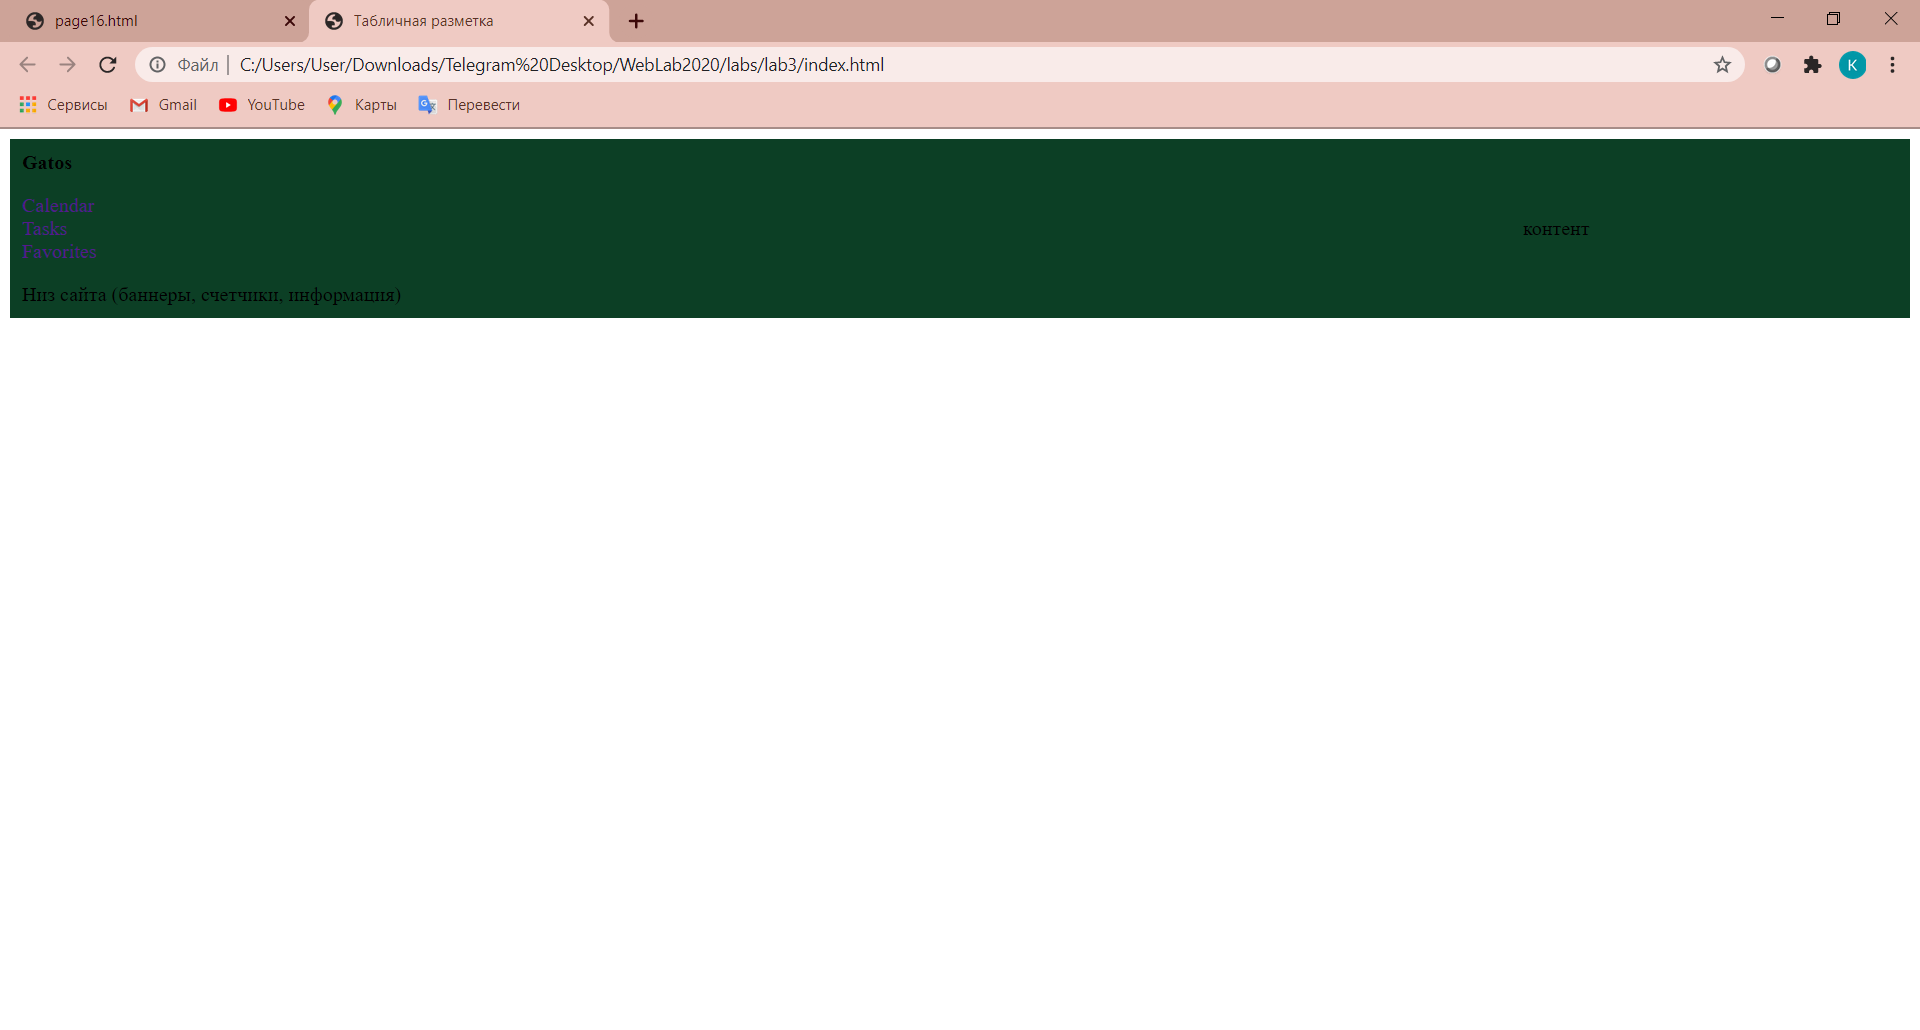 page16.html
Табличная разметка
Файл
C:/Users/User/Downloads/Telegram%20Desktop/WebLab2020/labs/lab3/index.html
K
Сервисы
Gmail
YouTube
Карты
Перевести
Gatos
Calendar
Tasks
Favorites
контент
Низ сайта (баннеры, счетчики, информация)